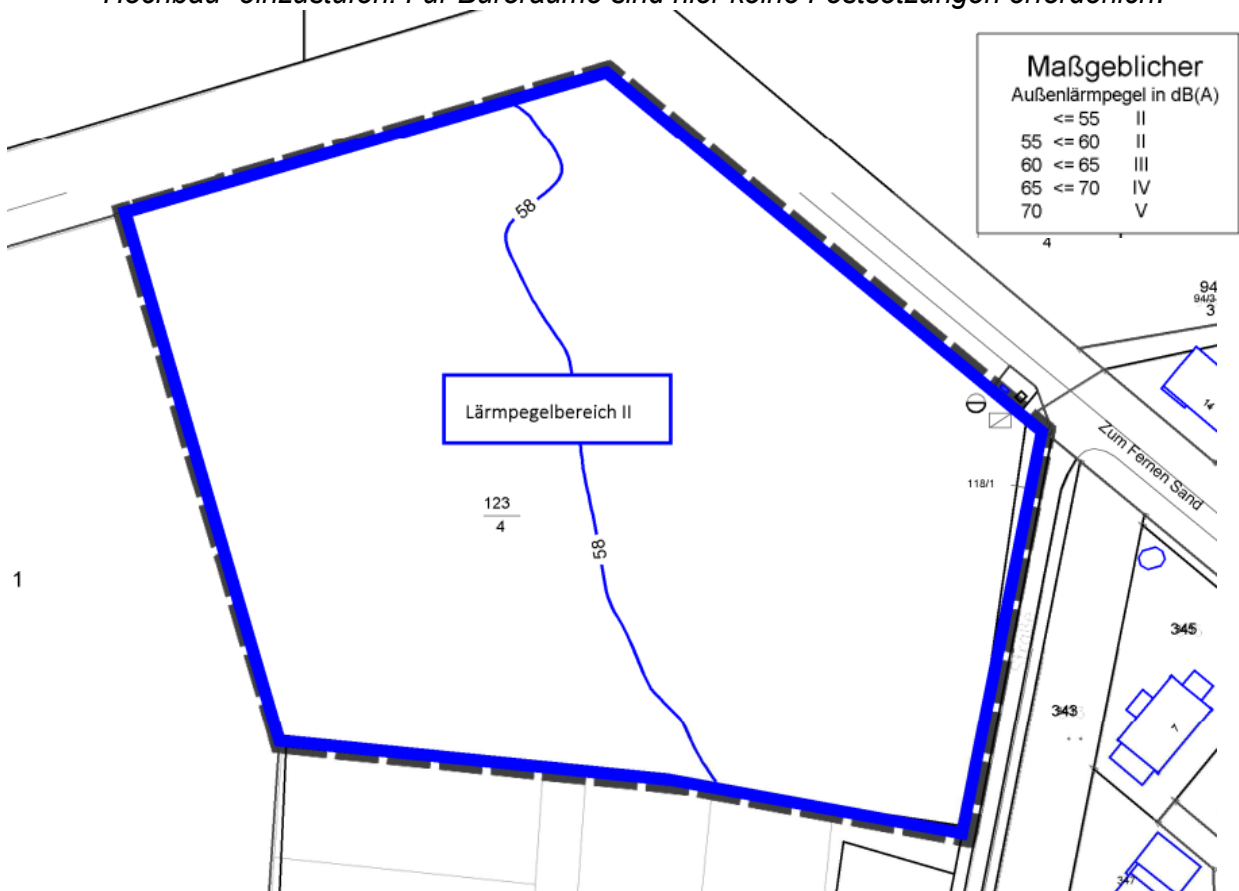 Hochbau“ einzustufen. Für Büroräume sind hier keine Festsetzungen erforderlich.
Maßgeblicher
Außenlärmpegel in dB(A)
<= 55 II
55 <= 60 II
60 <= 65 III
65 <= 70 IV
70 V
4
94
94/3
3
58
14
Lärmpegelbereich II
Zum Fernen Sand
118/1
123
4
58
1
345
343
7
347